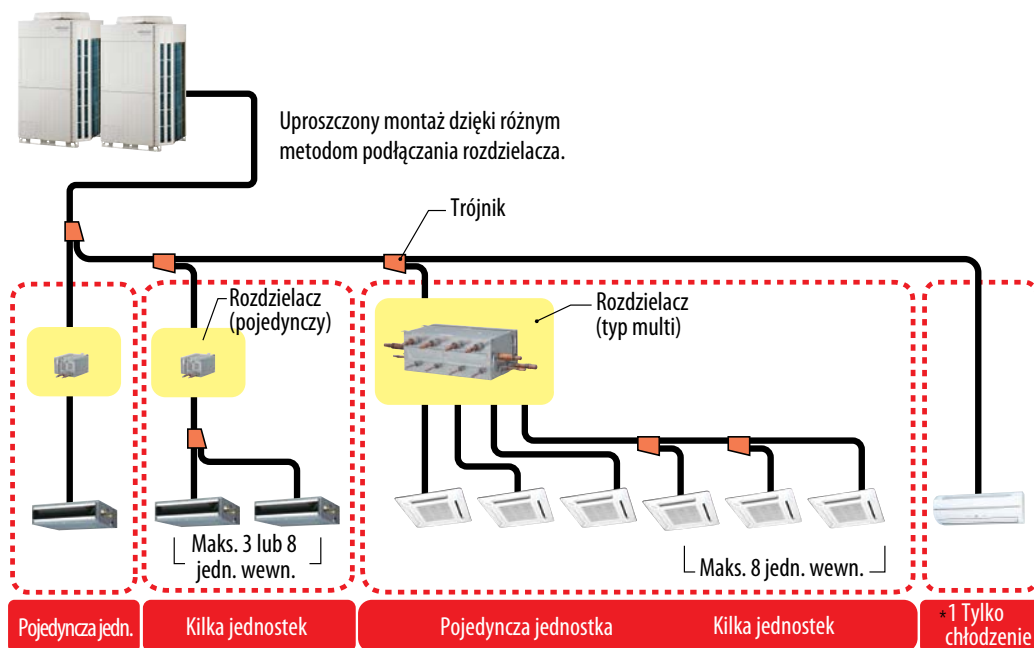 Uproszczony montaż dzięki różnym
metodom podłączania rozdzielacza.
Trójnik
Rozdzielacz
(pojedynczy)
Rozdzielacz
(typ multi)
Maks. 3 lub 8
jedn. wewn.
Maks. 8 jedn. wewn.
Pojedyncza jedn.
Kilka jednostek
Pojedyncza jednostka
Kilka jednostek
*1 Tylko
chłodzenie